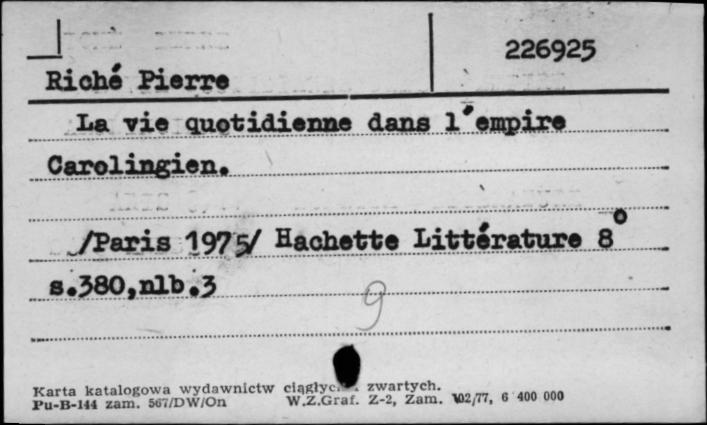 226925
Riché Pierre
La vie quotidienne dans l'empire
Carolingien.
/Paris 1975/ Hachette Littérature 8°
s.380,nlb.3
9
Karta katalogowa wydawnictw zwartych.
Pu-B-144 zam. 567/DW/On W.Z.Graf. Z-2, Zam. 102/77, 6 400 000